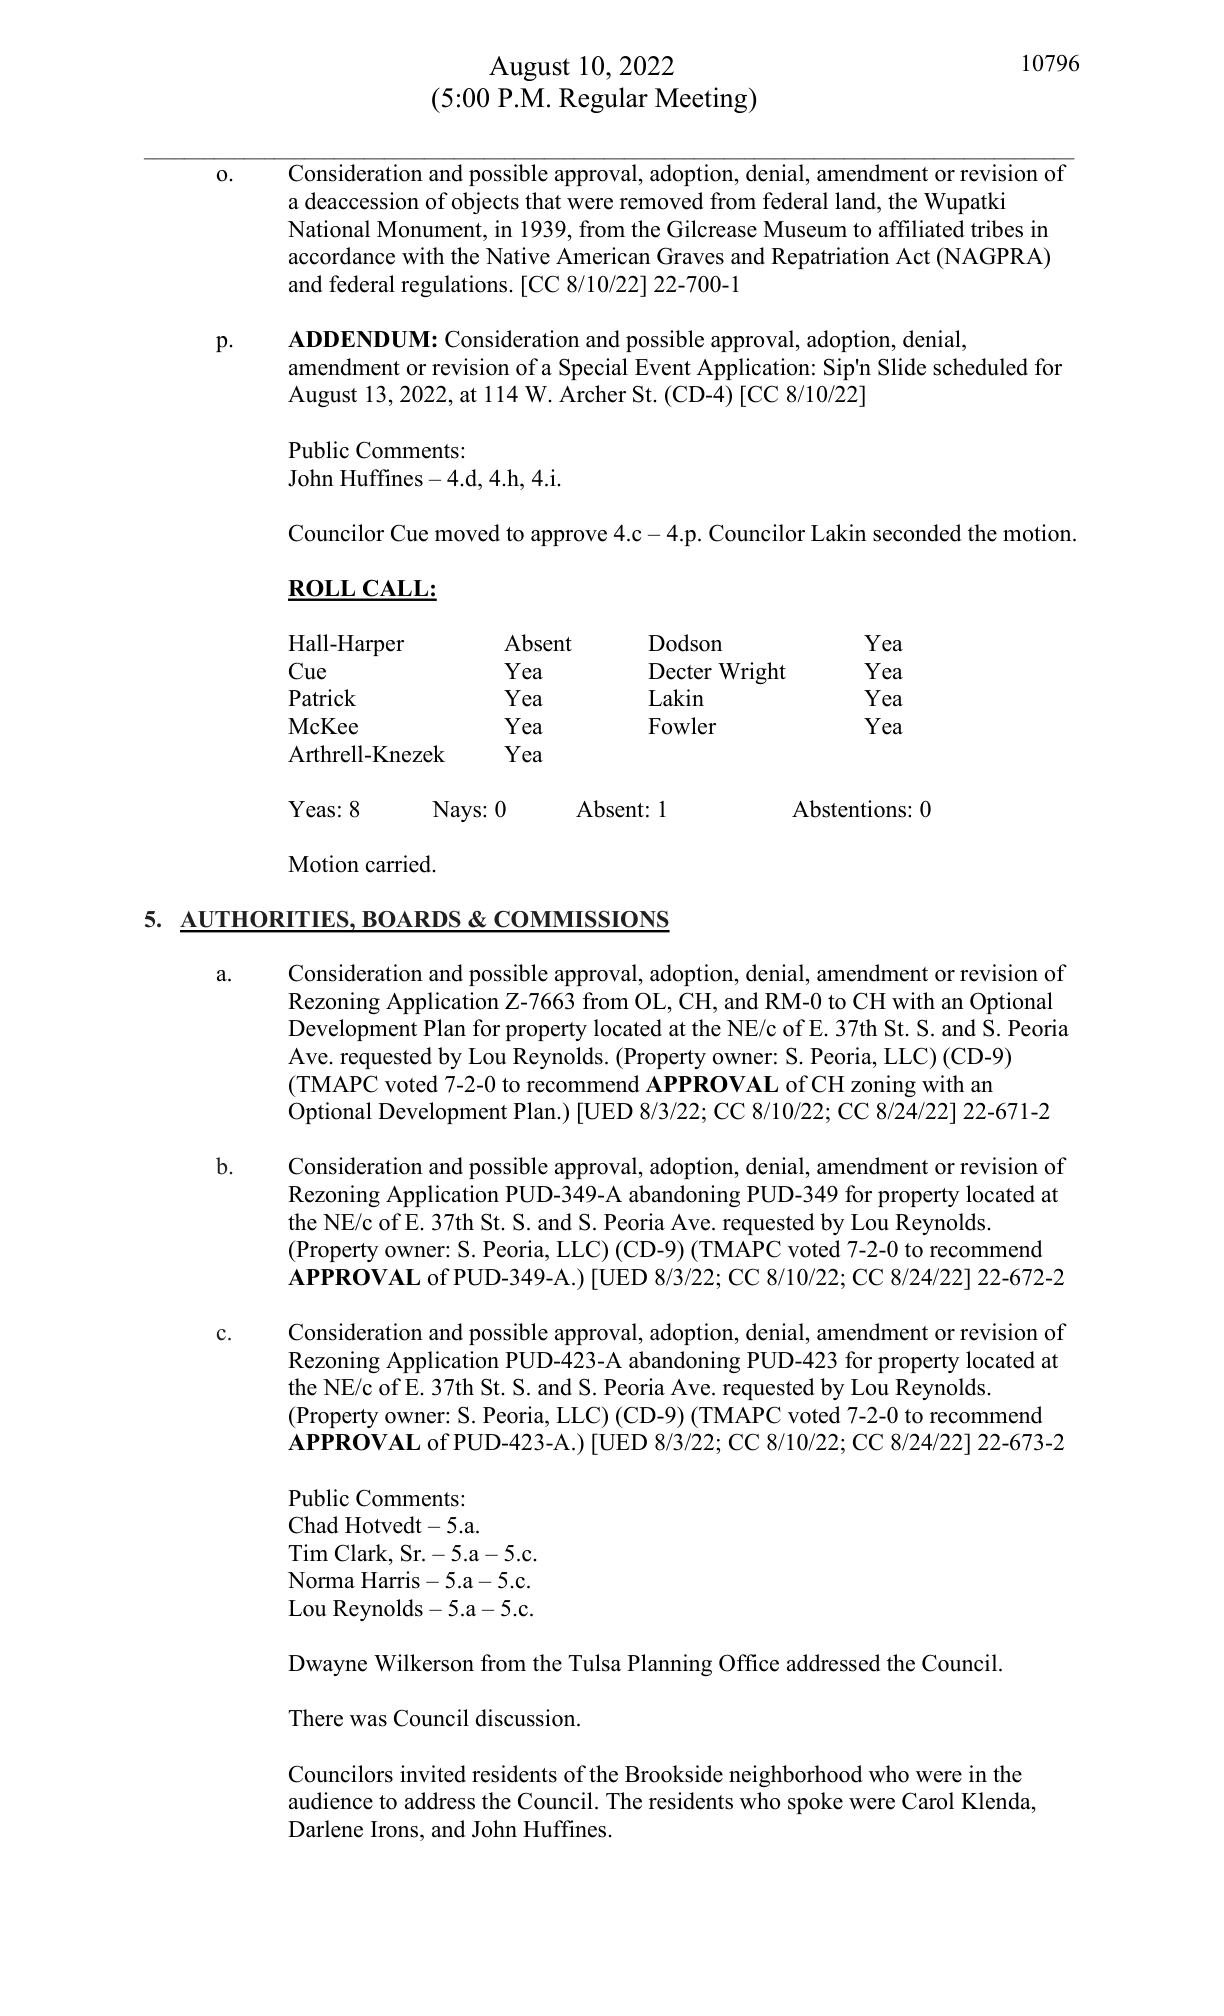 August 10, 2022 10796
(5:00 P.M. Regular Meeting)
o. Consideration and possible approval, adoption, denial, amendment or revision of
a deaccession of objects that were removed from federal land, the Wupatki
National Monument, in 1939, from the Gilcrease Museum to affiliated tribes in
accordance with the Native American Graves and Repatriation Act (NAGPRA)
and federal regulations. [CC 8/10/22] 22-700-1
p. ADDENDUM: Consideration and possible approval, adoption, denial,
amendment or revision of a Special Event Application: Sip'n Slide scheduled for
August 13, 2022, at 114 W. Archer St. (CD-4) [CC 8/10/22]
Public Comments:
John Huffines – 4.d, 4.h, 4.i.
Councilor Cue moved to approve 4.c – 4.p. Councilor Lakin seconded the motion.
ROLL CALL:
Hall-Harper Absent Dodson Yea
Cue Yea Decter Wright Yea
Patrick Yea Lakin Yea
McKee Yea Fowler Yea
Arthrell-Knezek Yea
Yeas: 8 Nays: 0 Absent: 1 Abstentions: 0
Motion carried.
5. AUTHORITIES, BOARDS & COMMISSIONS
a. Consideration and possible approval, adoption, denial, amendment or revision of
Rezoning Application Z-7663 from OL, CH, and RM-0 to CH with an Optional
Development Plan for property located at the NE/c of E. 37th St. S. and S. Peoria
Ave. requested by Lou Reynolds. (Property owner: S. Peoria, LLC) (CD-9)
(TMAPC voted 7-2-0 to recommend APPROVAL of CH zoning with an
Optional Development Plan.) [UED 8/3/22; CC 8/10/22; CC 8/24/22] 22-671-2
b. Consideration and possible approval, adoption, denial, amendment or revision of
Rezoning Application PUD-349-A abandoning PUD-349 for property located at
the NE/c of E. 37th St. S. and S. Peoria Ave. requested by Lou Reynolds.
(Property owner: S. Peoria, LLC) (CD-9) (TMAPC voted 7-2-0 to recommend
APPROVAL of PUD-349-A.) [UED 8/3/22; CC 8/10/22; CC 8/24/22] 22-672-2
c. Consideration and possible approval, adoption, denial, amendment or revision of
Rezoning Application PUD-423-A abandoning PUD-423 for property located at
the NE/c of E. 37th St. S. and S. Peoria Ave. requested by Lou Reynolds.
(Property owner: S. Peoria, LLC) (CD-9) (TMAPC voted 7-2-0 to recommend
APPROVAL of PUD-423-A.) [UED 8/3/22; CC 8/10/22; CC 8/24/22] 22-673-2
Public Comments:
Chad Hotvedt – 5.a.
Tim Clark, Sr. – 5.a – 5.c.
Norma Harris – 5.a – 5.c.
Lou Reynolds – 5.a – 5.c.
Dwayne Wilkerson from the Tulsa Planning Office addressed the Council.
There was Council discussion.
Councilors invited residents of the Brookside neighborhood who were in the
audience to address the Council. The residents who spoke were Carol Klenda,
Darlene Irons, and John Huffines.